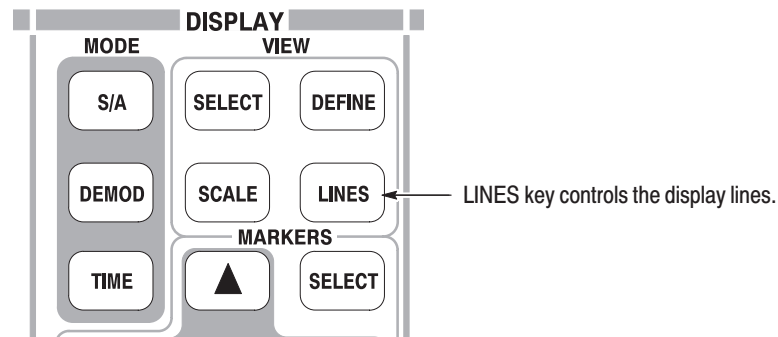 DISPLAY
MODE VIEW
S/A SELECT DEFINE
DEMOD SCALE LINES LINES key controls the display lines.
MARKERS
TIME SELECT